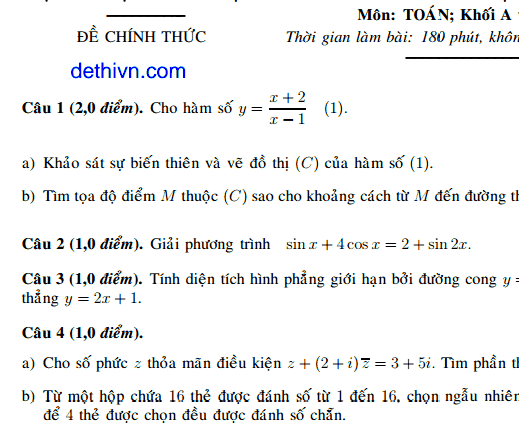 Môn: TOÁN; Khối A
ĐỀ CHÍNH THỨC
Thời gian làm bài: 180 phút, khôn
dethivn.com
Câu 1 (2,0 điểm). Cho hàm số y = (x + 2)/(x − 1) (1).
a) Khảo sát sự biến thiên và vẽ đồ thị (C) của hàm số (1).
b) Tìm tọa độ điểm M thuộc (C) sao cho khoảng cách từ M đến đường th
Câu 2 (1,0 điểm). Giải phương trình sin x + 4 cos x = 2 + sin 2x.
Câu 3 (1,0 điểm). Tính diện tích hình phẳng giới hạn bởi đường cong y =
thẳng y = 2x + 1.
Câu 4 (1,0 điểm).
a) Cho số phức z thỏa mãn điều kiện z + (2 + i) z̅ = 3 + 5i. Tìm phần th
b) Từ một hộp chứa 16 thẻ được đánh số từ 1 đến 16, chọn ngẫu nhiên
để 4 thẻ được chọn đều được đánh số chẵn.